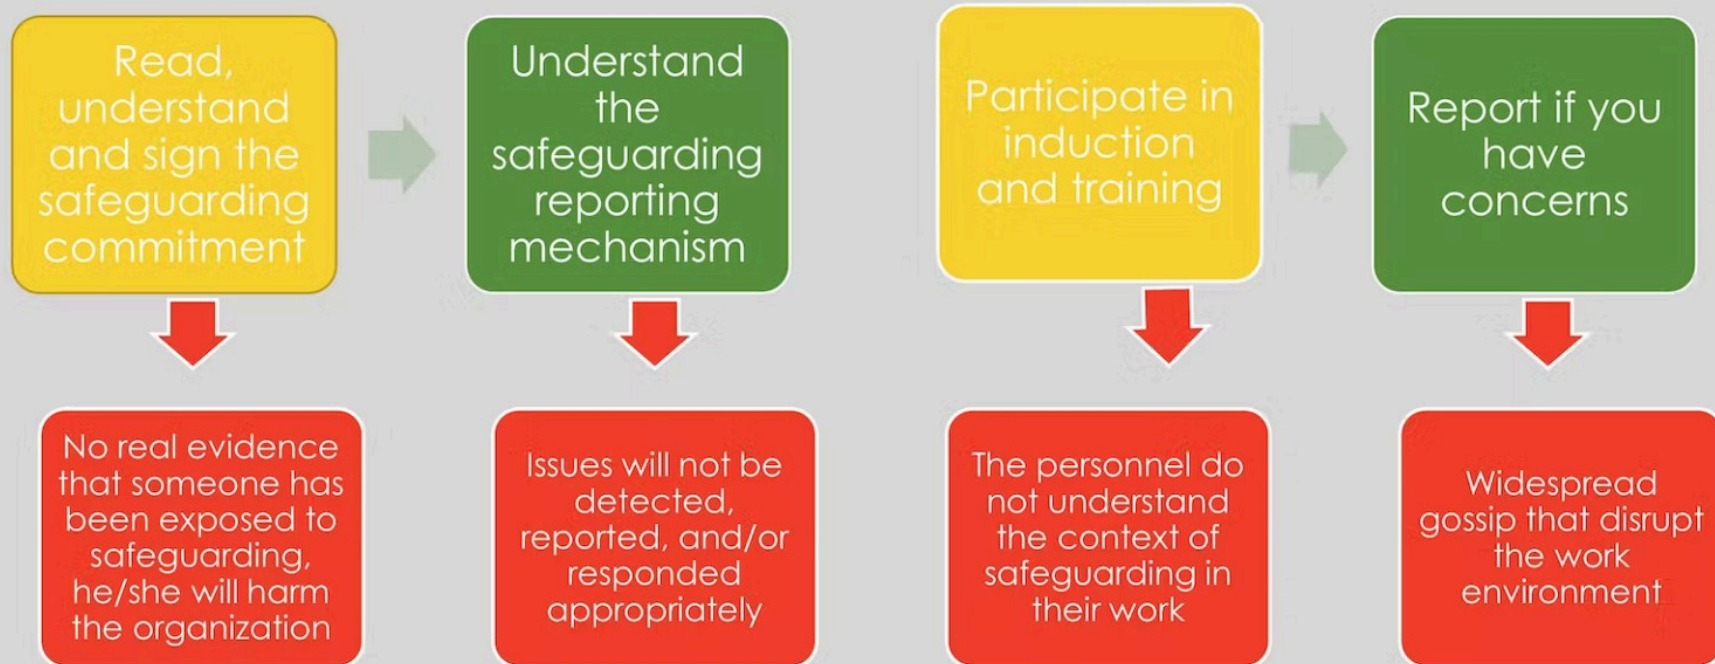 Read,
understand
and sign the
safeguarding
commitment
Understand
the
safeguarding
reporting
mechanism
Participate in
induction
and training
Report if you
have
concerns
No real evidence
that someone has
been exposed to
safeguarding,
he/she will harm
the organization
Issues will not be
detected,
reported, and/or
responded
appropriately
The personnel do
not understand
the context of
safeguarding in
their work
Widespread
gossip that disrupt
the work
environment